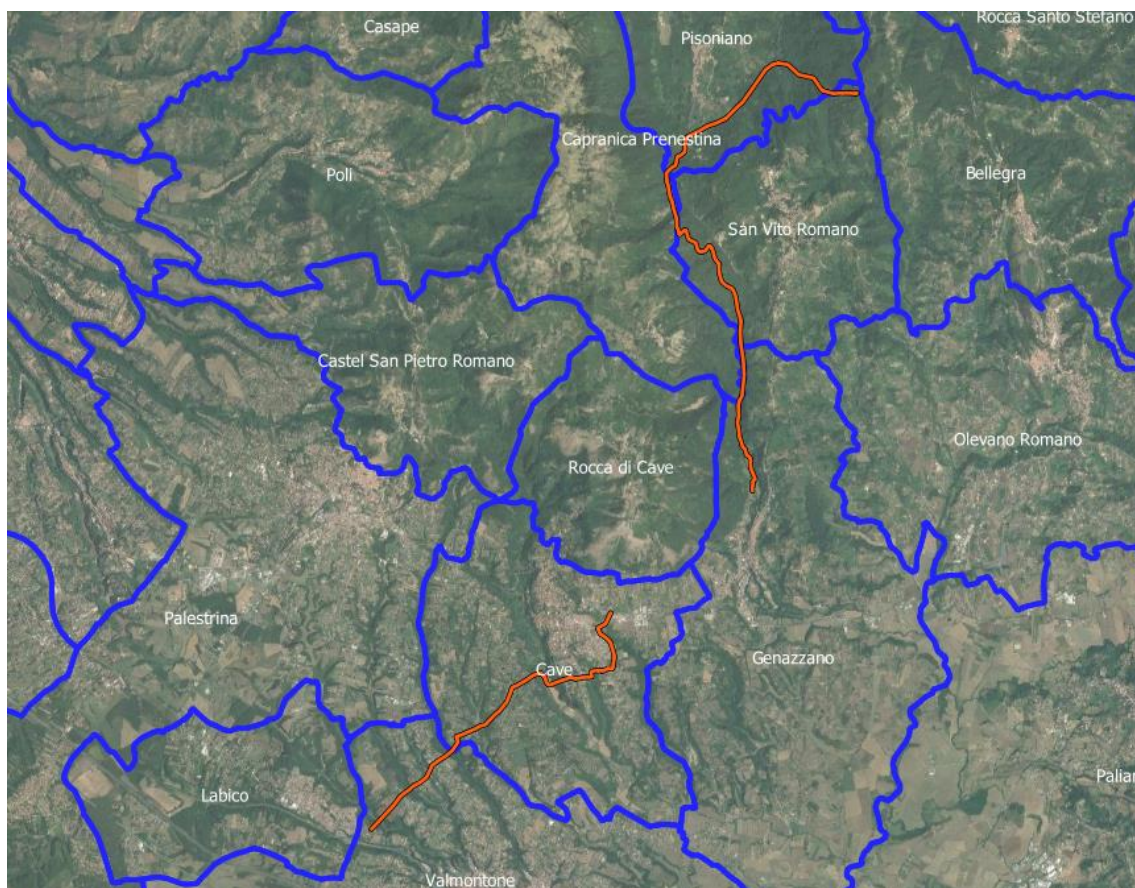 Rocca Santo Stefano
Casape
Pisoniano
Capranica Prenestina
Poli
Bellegra
San Vito Romano
Castel San Pietro Romano
Olevano Romano
Rocca di Cave
Palestrina
Genazzano
Cave
Palian
Labico
Valmontone